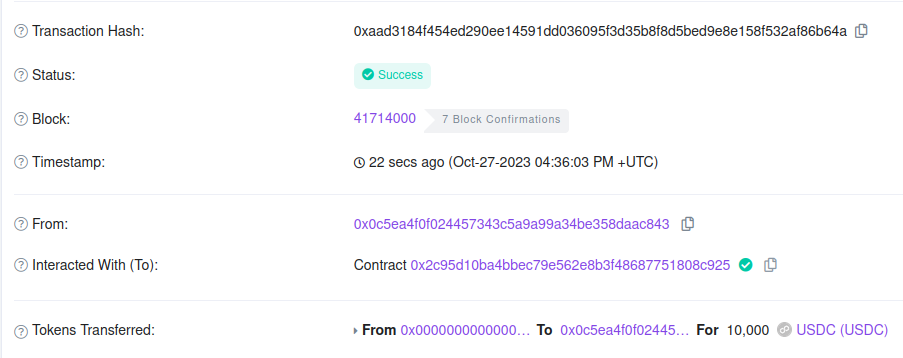 Transaction Hash: 0xaad3184f454ed290ee14591dd036095f3d35b8f8d5bed9e8e158f532af86b64a
Status: Success
Block: 41714000 7 Block Confirmations
Timestamp: 22 secs ago (Oct-27-2023 04:36:03 PM +UTC)
From: 0x0c5ea4f0f024457343c5a9a99a34be358daac843
Interacted With (To): Contract 0x2c95d10ba4bbec79e562e8b3f48687751808c925
Tokens Transferred: From 0x0000000000000... To 0x0c5ea4f0f02445... For 10,000 USDC (USDC)